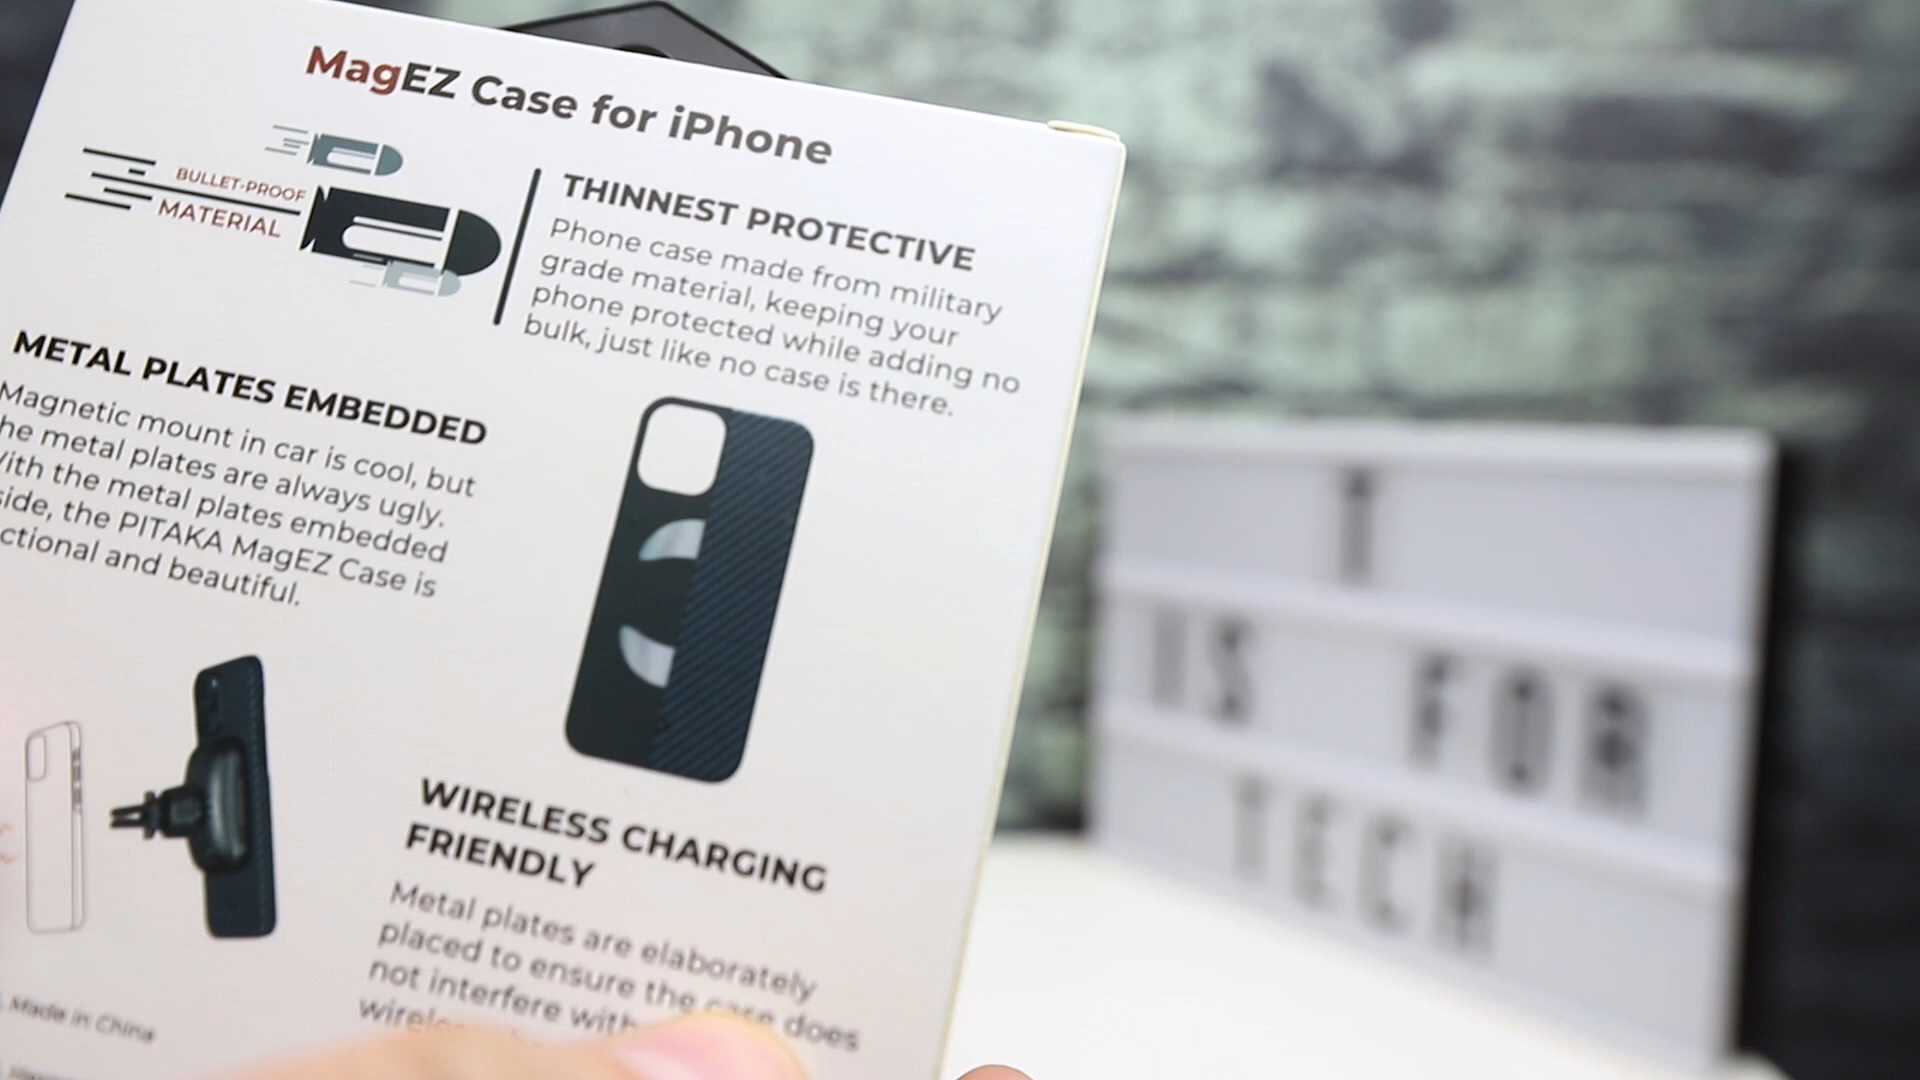 MagEZ Case for iPhone
BULLET-PROOF
MATERIAL
THINNEST PROTECTIVE
Phone case made from military
grade material, keeping your
phone protected while adding no
bulk, just like no case is there.
METAL PLATES EMBEDDED
Magnetic mount in car is cool, but
he metal plates are always ugly.
ith the metal plates embedded
side, the PITAKA MagEZ Case is
ctional and beautiful.
WIRELESS CHARGING
FRIENDLY
Metal plates are elaborately
placed to ensure the case does
not interfere with
Made in China
T
IS FOR
TECH